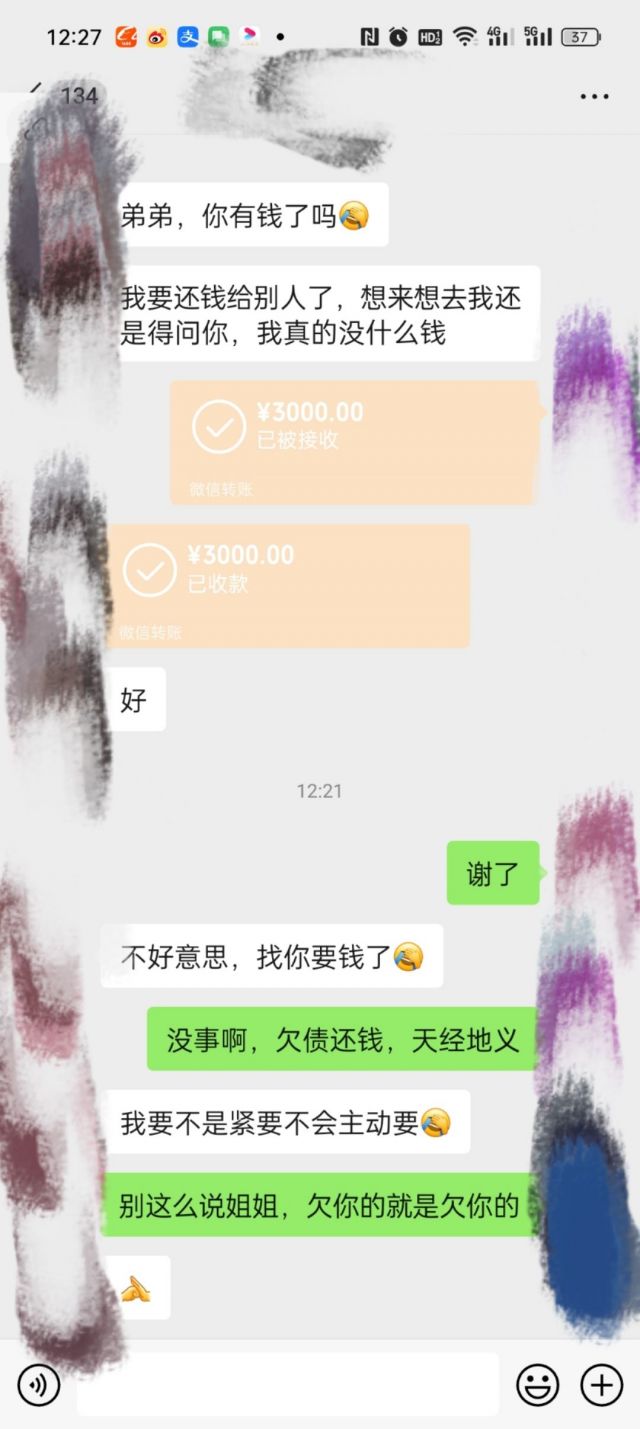 12:27
HD
4G
5G
37
134
弟弟，你有钱了吗🤣
我要还钱给别人了，想来想去我还
是得问你，我真的没什么钱
¥3000.00
已被接收
微信转账
¥3000.00
已收款
微信转账
好
12:21
谢了
不好意思，找你要钱了🤣
没事啊，欠债还钱，天经地义
我要不是紧要不会主动要🤣
别这么说姐姐，欠你的就是欠你的